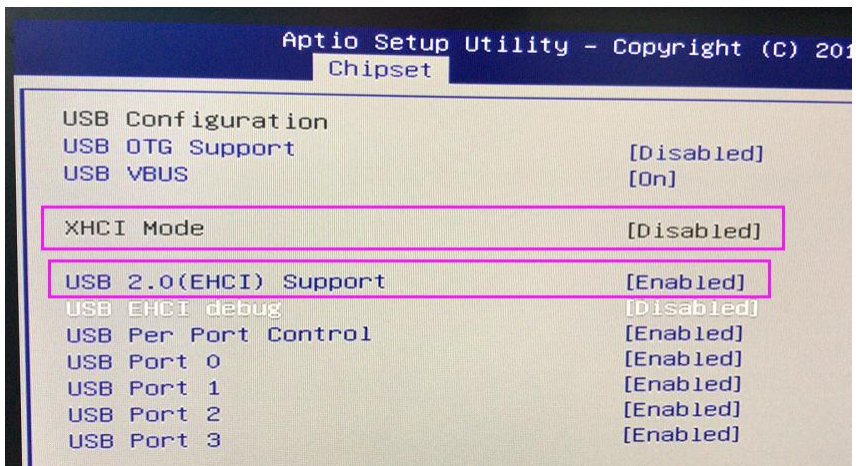 Aptio Setup Utility - Copyright (C) 201
Chipset
USB Configuration
USB OTG Support [Disabled]
USB VBUS [On]
XHCI Mode [Disabled]
USB 2.0(EHCI) Support [Enabled]
USB EHCI debug [Disabled]
USB Per Port Control [Enabled]
USB Port 0 [Enabled]
USB Port 1 [Enabled]
USB Port 2 [Enabled]
USB Port 3 [Enabled]